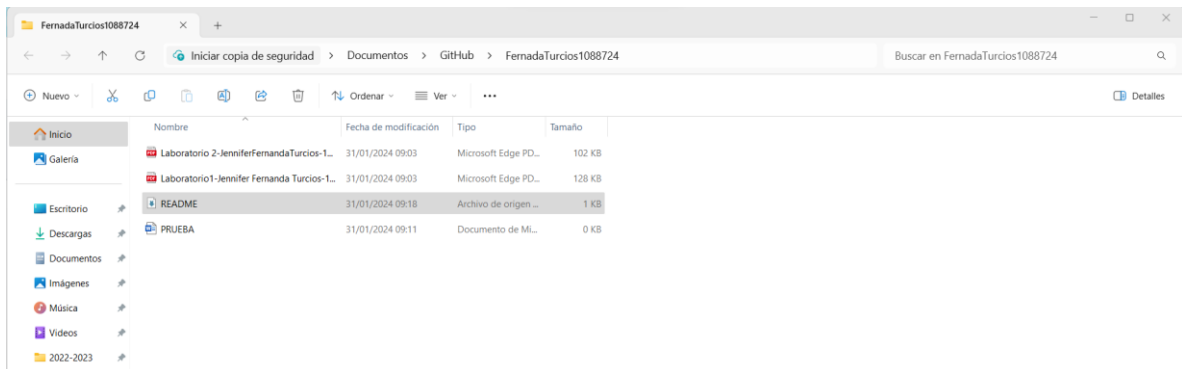 FernadaTurcios1088724
Iniciar copia de seguridad > Documentos > GitHub > FernadaTurcios1088724
Buscar en FernadaTurcios1088724
Nuevo
Ordenar
Ver
Detalles
Inicio
Galería
Escritorio
Descargas
Documentos
Imágenes
Música
Videos
2022-2023
Nombre Fecha de modificación Tipo Tamaño
Laboratorio 2-JenniferFernandaTurcios-1... 31/01/2024 09:03 Microsoft Edge PD... 102 KB
Laboratorio1-Jennifer Fernanda Turcios-1... 31/01/2024 09:03 Microsoft Edge PD... 128 KB
README 31/01/2024 09:18 Archivo de origen ... 1 KB
PRUEBA 31/01/2024 09:11 Documento de Mi... 0 KB